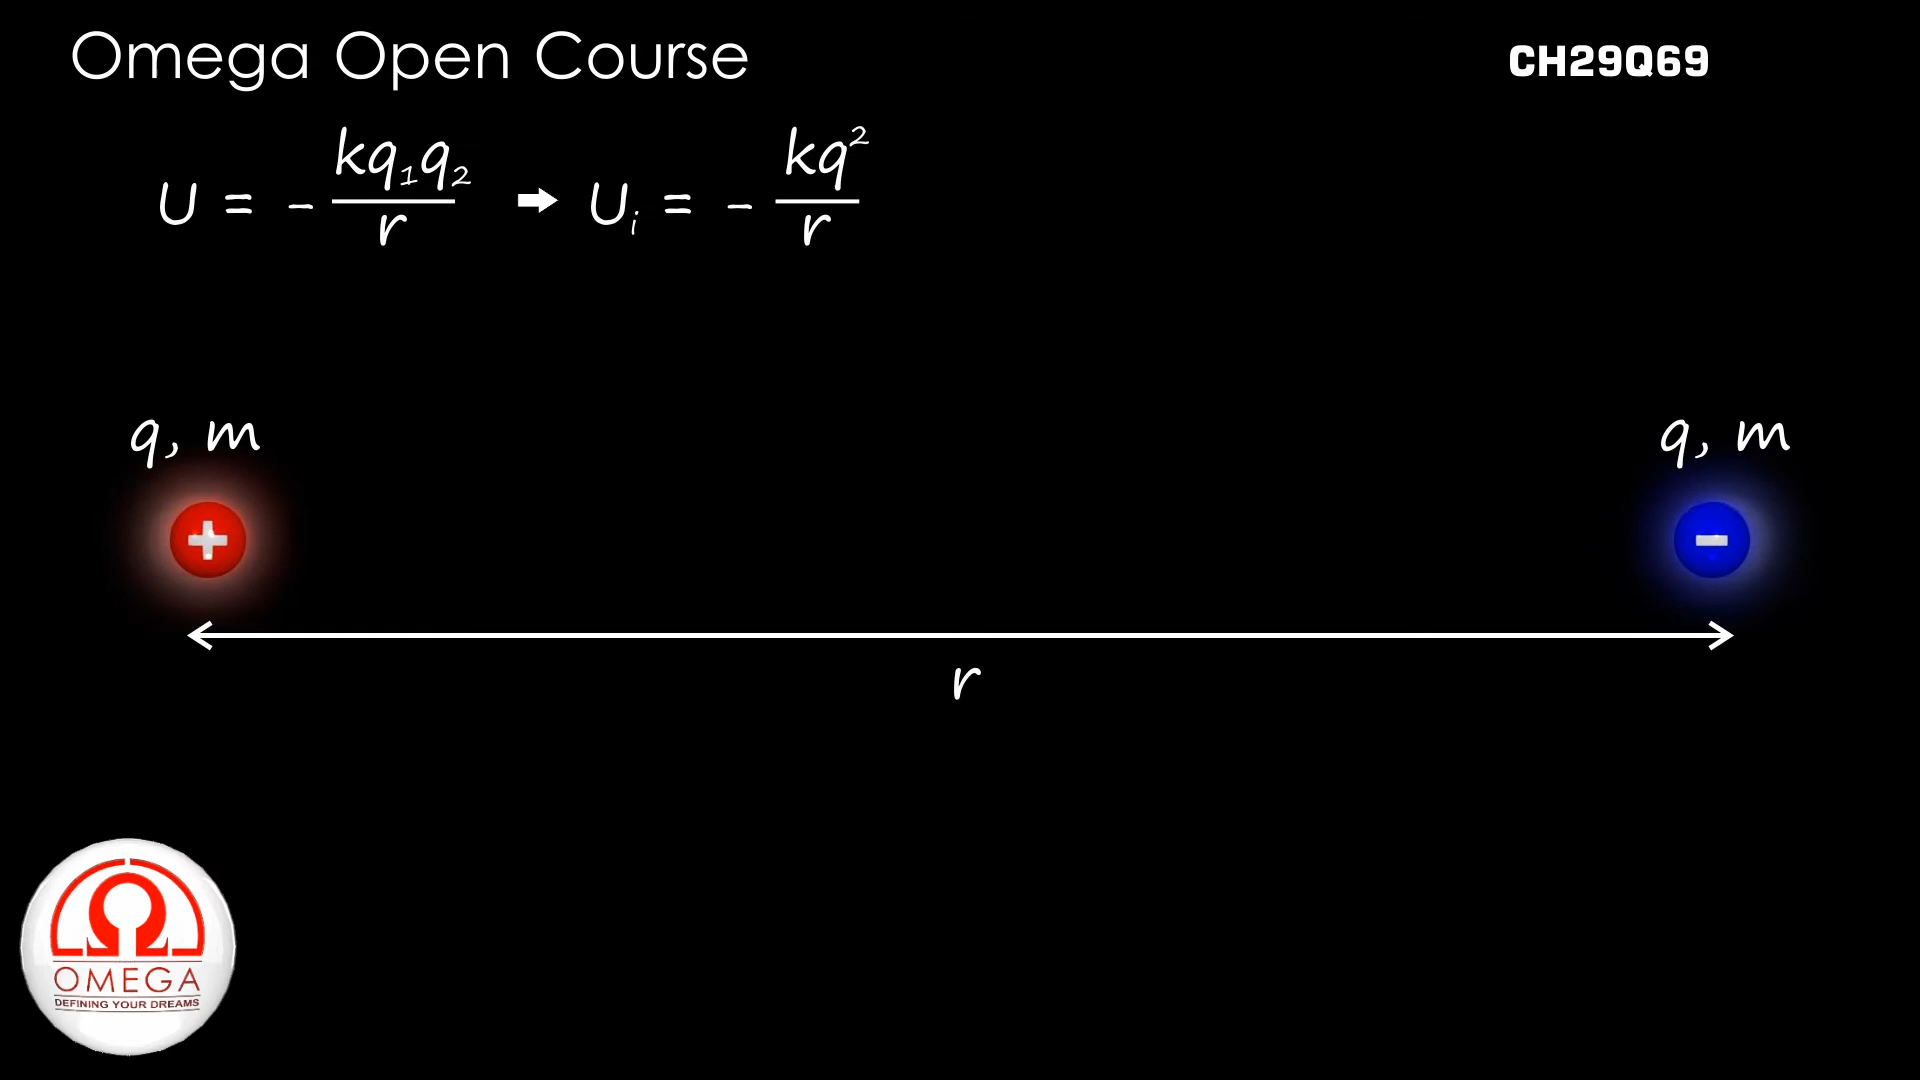 Omega Open Course
CH29Q69
U = - kq₁q₂ / r ➡ Uᵢ = - kq² / r
q, m
q, m
+
-
r
Ω
OMEGA
DEFINING YOUR DREAMS